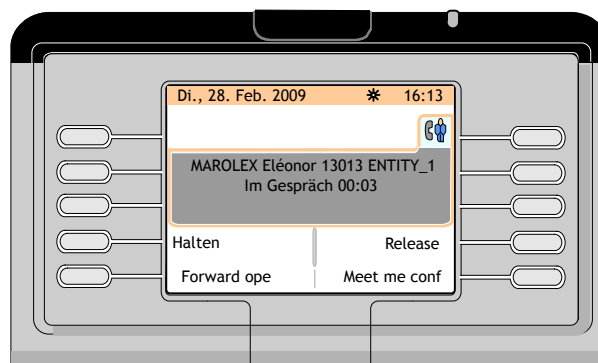 Di., 28. Feb. 2009 16:13
MAROLEX Eléonor 13013 ENTITY_1
Im Gespräch 00:03
Halten Release
Forward ope Meet me conf